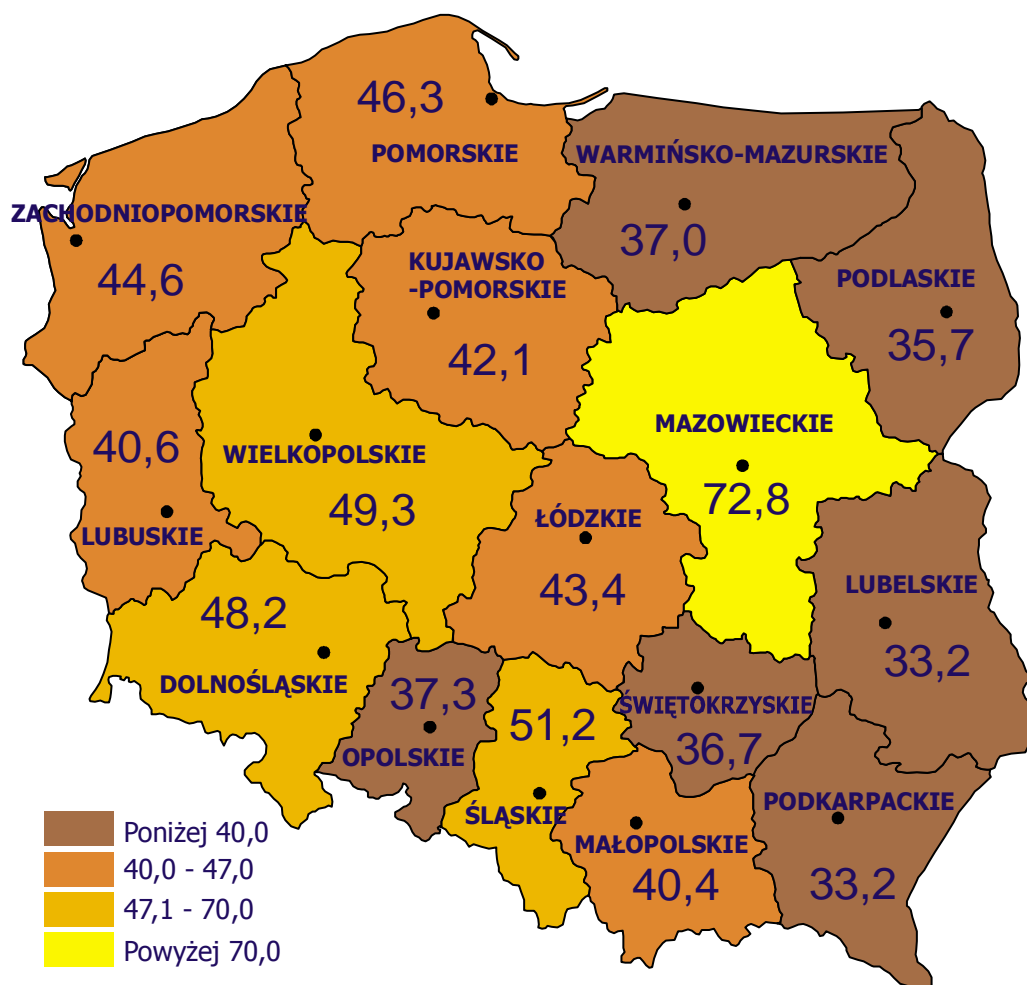 46,3
POMORSKIE
WARMIŃSKO-MAZURSKIE
37,0
ZACHODNIOPOMORSKIE
44,6
KUJAWSKO
-POMORSKIE
42,1
PODLASKIE
35,7
40,6
LUBUSKIE
WIELKOPOLSKIE
49,3
MAZOWIECKIE
72,8
ŁÓDZKIE
43,4
LUBELSKIE
33,2
48,2
DOLNOŚLĄSKIE
37,3
OPOLSKIE
51,2
ŚLĄSKIE
ŚWIĘTOKRZYSKIE
36,7
MAŁOPOLSKIE
40,4
PODKARPACKIE
33,2
Poniżej 40,0
40,0 - 47,0
47,1 - 70,0
Powyżej 70,0